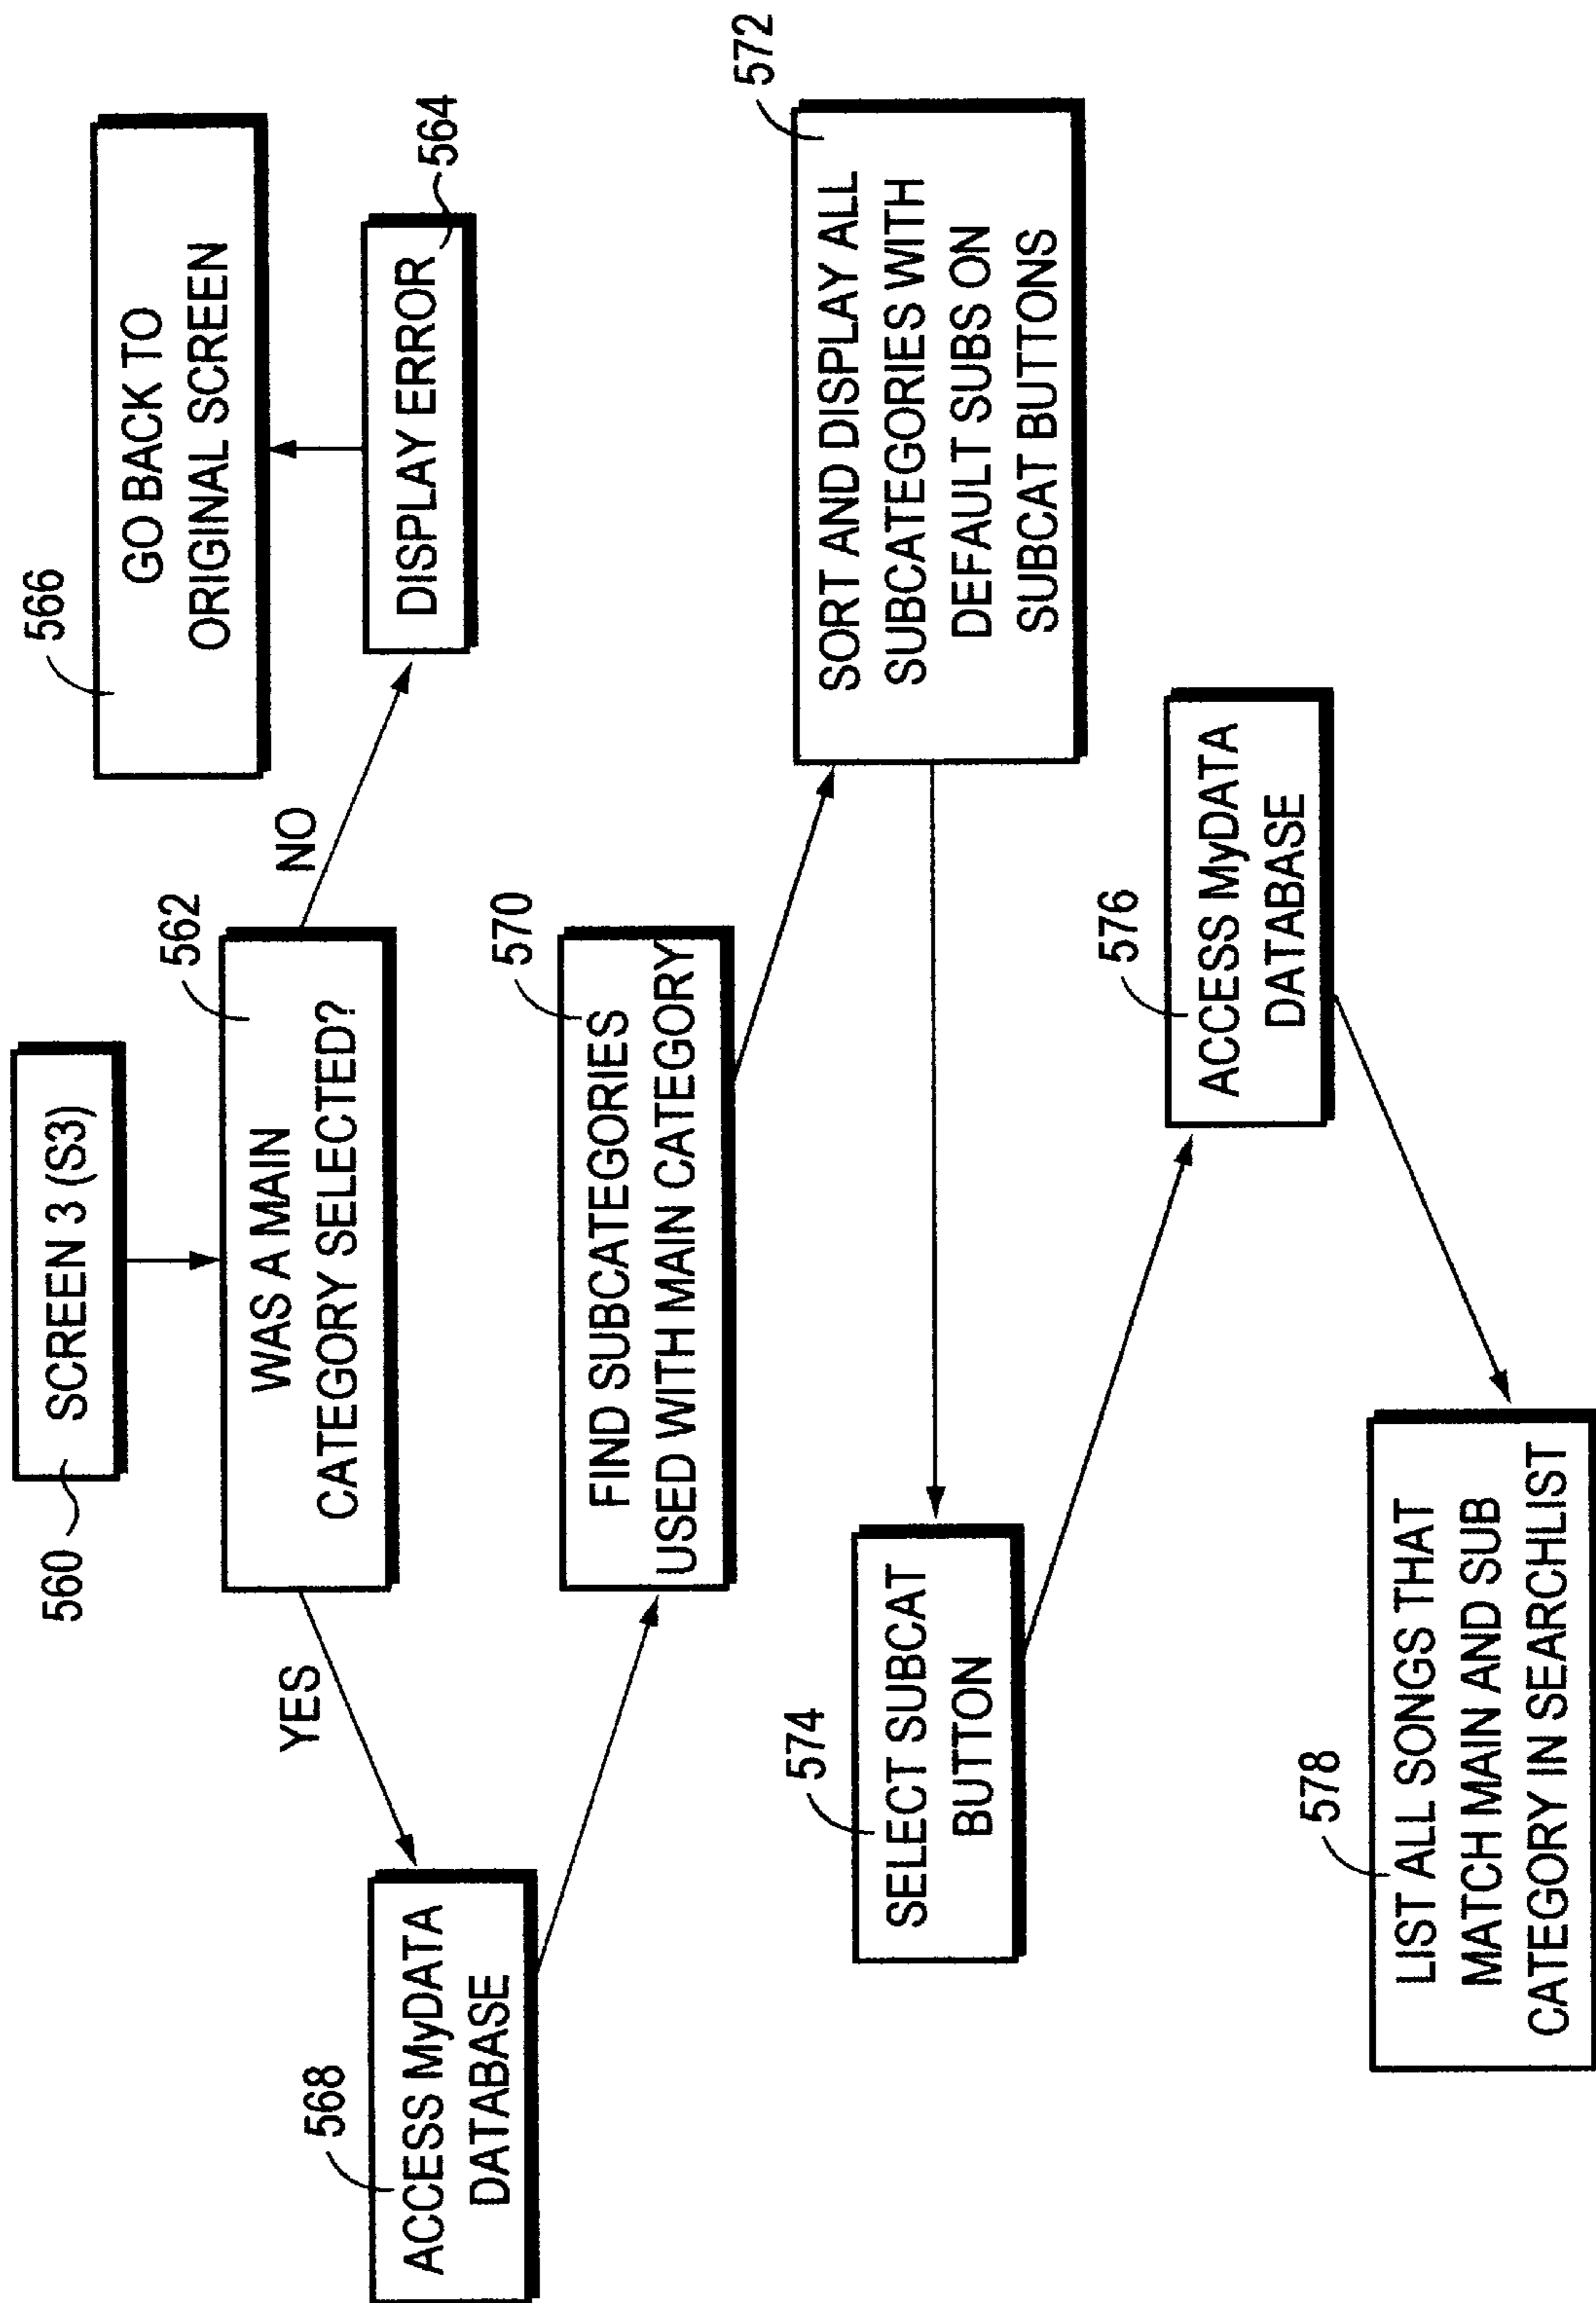 560
SCREEN 3 (S3)
562
WAS A MAIN
CATEGORY SELECTED?
YES
NO
566
GO BACK TO
ORIGINAL SCREEN
DISPLAY ERROR
564
568
ACCESS MyDATA
DATABASE
570
FIND SUBCATEGORIES
USED WITH MAIN CATEGORY
572
SORT AND DISPLAY ALL
SUBCATEGORIES WITH
DEFAULT SUBS ON
SUBCAT BUTTONS
574
SELECT SUBCAT
BUTTON
576
ACCESS MyDATA
DATABASE
578
LIST ALL SONGS THAT
MATCH MAIN AND SUB
CATEGORY IN SEARCHLIST